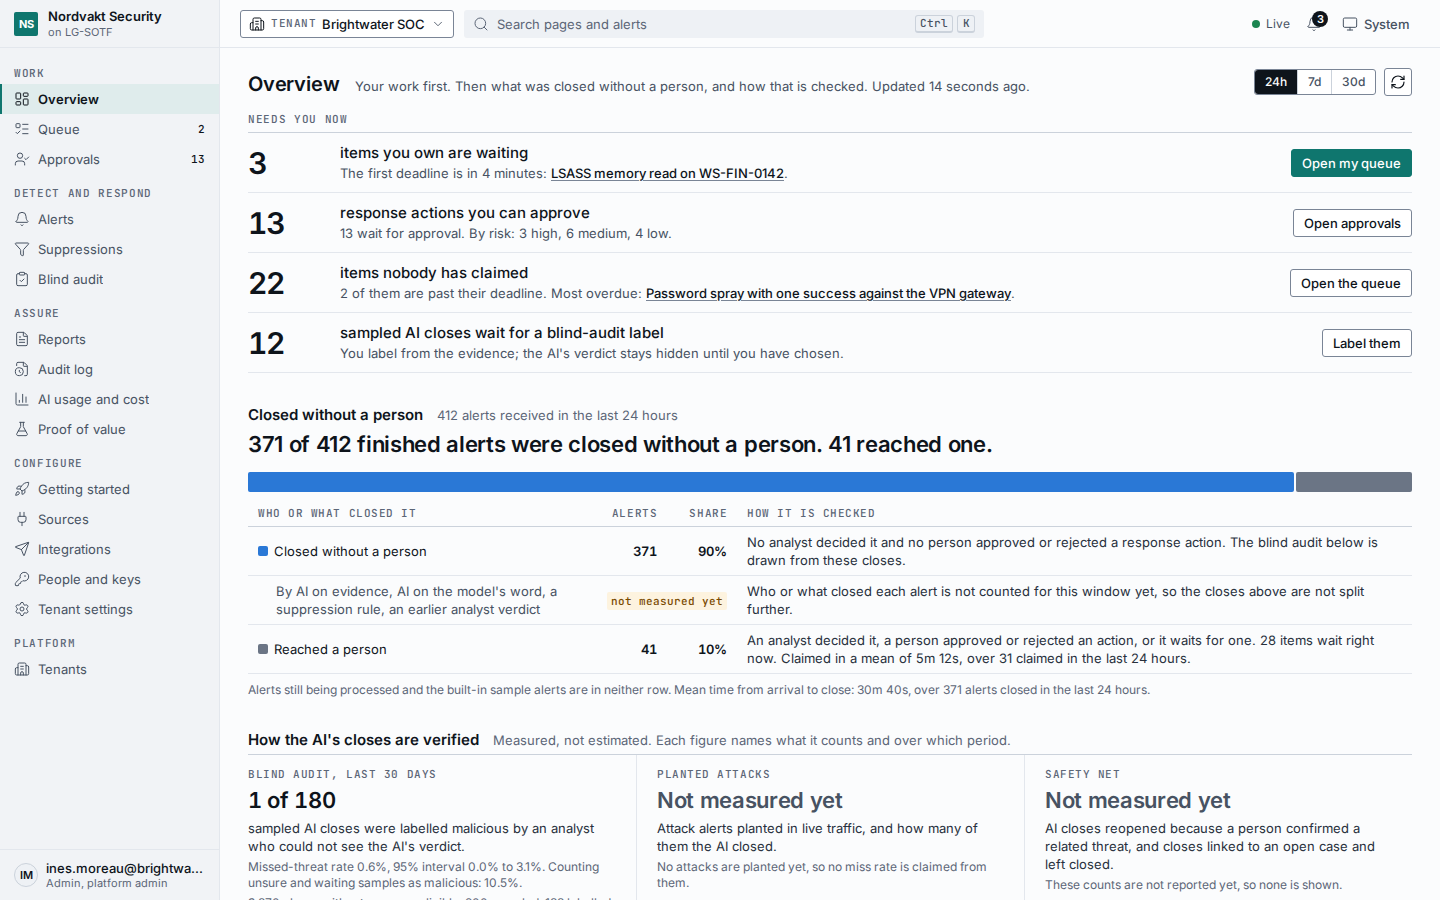 NS
Nordvakt Security
on LG-SOTF
TENANT Brightwater SOC
Search pages and alerts
Ctrl K
Live
3
System
WORK
Overview
Queue 2
Approvals 13
DETECT AND RESPOND
Alerts
Suppressions
Blind audit
ASSURE
Reports
Audit log
AI usage and cost
Proof of value
CONFIGURE
Getting started
Sources
Integrations
People and keys
Tenant settings
PLATFORM
Tenants
IM
ines.moreau@brightwa...
Admin, platform admin
Overview Your work first. Then what was closed without a person, and how that is checked. Updated 14 seconds ago.
24h 7d 30d
NEEDS YOU NOW
3
items you own are waiting
The first deadline is in 4 minutes: LSASS memory read on WS-FIN-0142.
Open my queue
13
response actions you can approve
13 wait for approval. By risk: 3 high, 6 medium, 4 low.
Open approvals
22
items nobody has claimed
2 of them are past their deadline. Most overdue: Password spray with one success against the VPN gateway.
Open the queue
12
sampled AI closes wait for a blind-audit label
You label from the evidence; the AI's verdict stays hidden until you have chosen.
Label them
Closed without a person 412 alerts received in the last 24 hours
371 of 412 finished alerts were closed without a person. 41 reached one.
WHO OR WHAT CLOSED IT ALERTS SHARE HOW IT IS CHECKED
Closed without a person 371 90%
No analyst decided it and no person approved or rejected a response action. The blind audit below is
drawn from these closes.
By AI on evidence, AI on the model's word, a
suppression rule, an earlier analyst verdict
not measured yet
Who or what closed each alert is not counted for this window yet, so the closes above are not split
further.
Reached a person 41 10%
An analyst decided it, a person approved or rejected an action, or it waits for one. 28 items wait right
now. Claimed in a mean of 5m 12s, over 31 claimed in the last 24 hours.
Alerts still being processed and the built-in sample alerts are in neither row. Mean time from arrival to close: 30m 40s, over 371 alerts closed in the last 24 hours.
How the AI's closes are verified Measured, not estimated. Each figure names what it counts and over which period.
BLIND AUDIT, LAST 30 DAYS
1 of 180
sampled AI closes were labelled malicious by an analyst
who could not see the AI's verdict.
Missed-threat rate 0.6%, 95% interval 0.0% to 3.1%. Counting
unsure and waiting samples as malicious: 10.5%.
PLANTED ATTACKS
Not measured yet
Attack alerts planted in live traffic, and how many of
them the AI closed.
No attacks are planted yet, so no miss rate is claimed from
them.
SAFETY NET
Not measured yet
AI closes reopened because a person confirmed a
related threat, and closes linked to an open case and
left closed.
These counts are not reported yet, so none is shown.